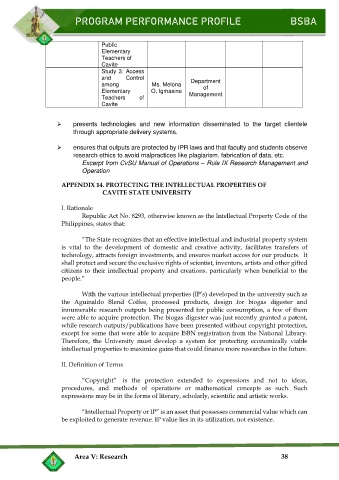 PROGRAM PERFORMANCE PROFILE BSBA
Public
Elementary
Teachers of
Cavite
Study 3: Access
and Control
among
Elementary
Teachers of
Cavite
Ms. Melona
O. Igmasine
Department
of
Management
➢ presents technologies and new information disseminated to the target clientele
through appropriate delivery systems.
➢ ensures that outputs are protected by IPR laws and that faculty and students observe
research ethics to avoid malpractices like plagiarism, fabrication of data, etc.
Excerpt from CvSU Manual of Operations – Rule IX Research Management and
Operation
APPENDIX 14. PROTECTING THE INTELLECTUAL PROPERTIES OF
CAVITE STATE UNIVERSITY
I. Rationale
Republic Act No. 8293, otherwise known as the Intellectual Property Code of the
Philippines, states that:
"The State recognizes that an effective intellectual and industrial property system
is vital to the development of domestic and creative activity, facilitates transfers of
technology, attracts foreign investments, and ensures market access for our products. It
shall protect and secure the exclusive rights of scientist, inventors, artists and other gifted
citizens to their intellectual property and creations, particularly when beneficial to the
people."
With the various intellectual properties (IP's) developed in the university such as
the Aguinaldo Blend Coffee, processed products, design for biogas digester and
innumerable research outputs being presented for public consumption, a few of them
were able to acquire protection. The biogas digester was just recently granted a patent,
while research outputs/publications have been presented without copyright protection,
except for some that were able to acquire ISBN registration from the National Library.
Therefore, the University must develop a system for protecting economically viable
intellectual properties to maximize gains that could finance more researches in the future.
II. Definition of Terms
"Copyright" is the protection extended to expressions and not to ideas,
procedures, and methods of operations or mathematical concepts as such. Such
expressions may be in the forms of literary, scholarly, scientific and artistic works.
"Intellectual Property or IP" is an asset that possesses commercial value which can
be exploited to generate revenue. IP value lies in its utilization, not existence.
Area V: Research 38